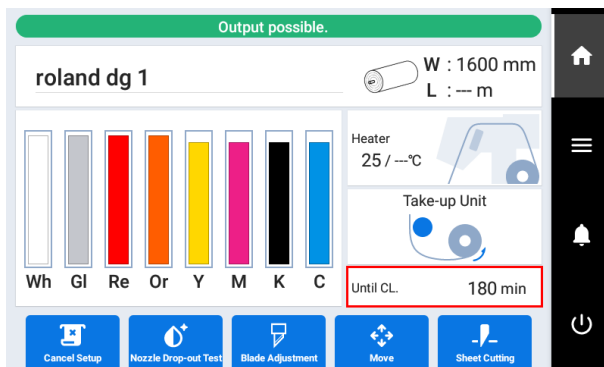 Output possible.
roland dg 1
W : 1600 mm
L : --- m
Heater
25 / ---℃
Take-up Unit
Wh Gl Re Or Y M K C
Until CL. 180 min
Cancel Setup
Nozzle Drop-out Test
Blade Adjustment
Move
Sheet Cutting